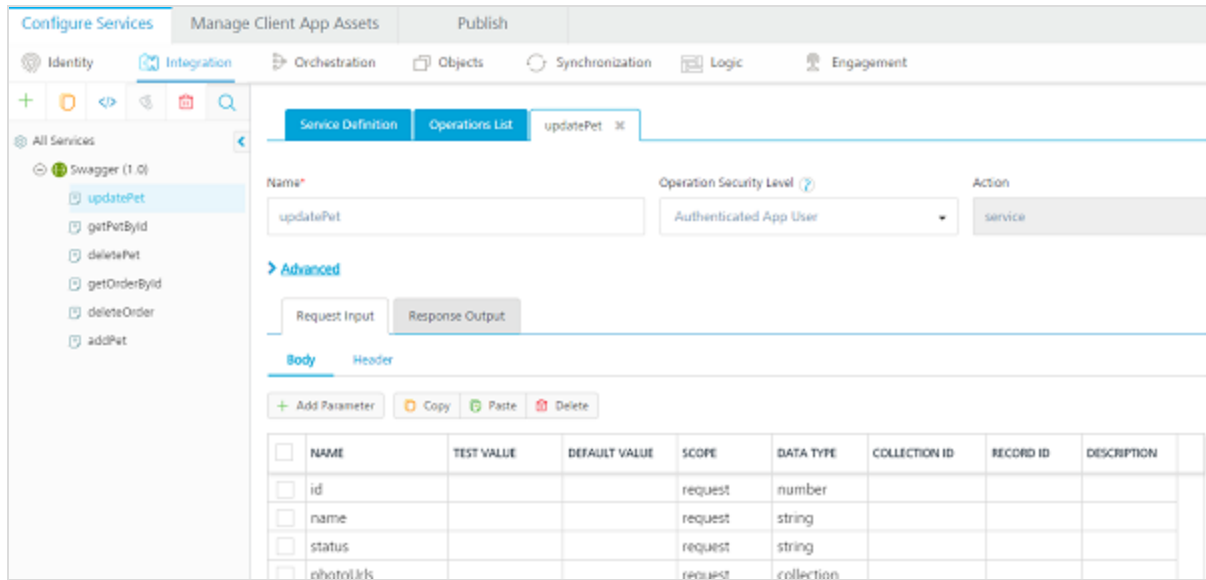 Configure Services Manage Client App Assets Publish
Identity Integration Orchestration Objects Synchronization Logic Engagement
</>
All Services
Swagger (1.0)
updatePet
getPetById
deletePet
getOrderById
deleteOrder
addPet
Service Definition Operations List updatePet
Name* Operation Security Level ? Action
updatePet Authenticated App User service
Advanced
Request Input Response Output
Body Header
+ Add Parameter Copy Paste Delete
NAME TEST VALUE DEFAULT VALUE SCOPE DATA TYPE COLLECTION ID RECORD ID DESCRIPTION
id request number
name request string
status request string
photoUrls request collection